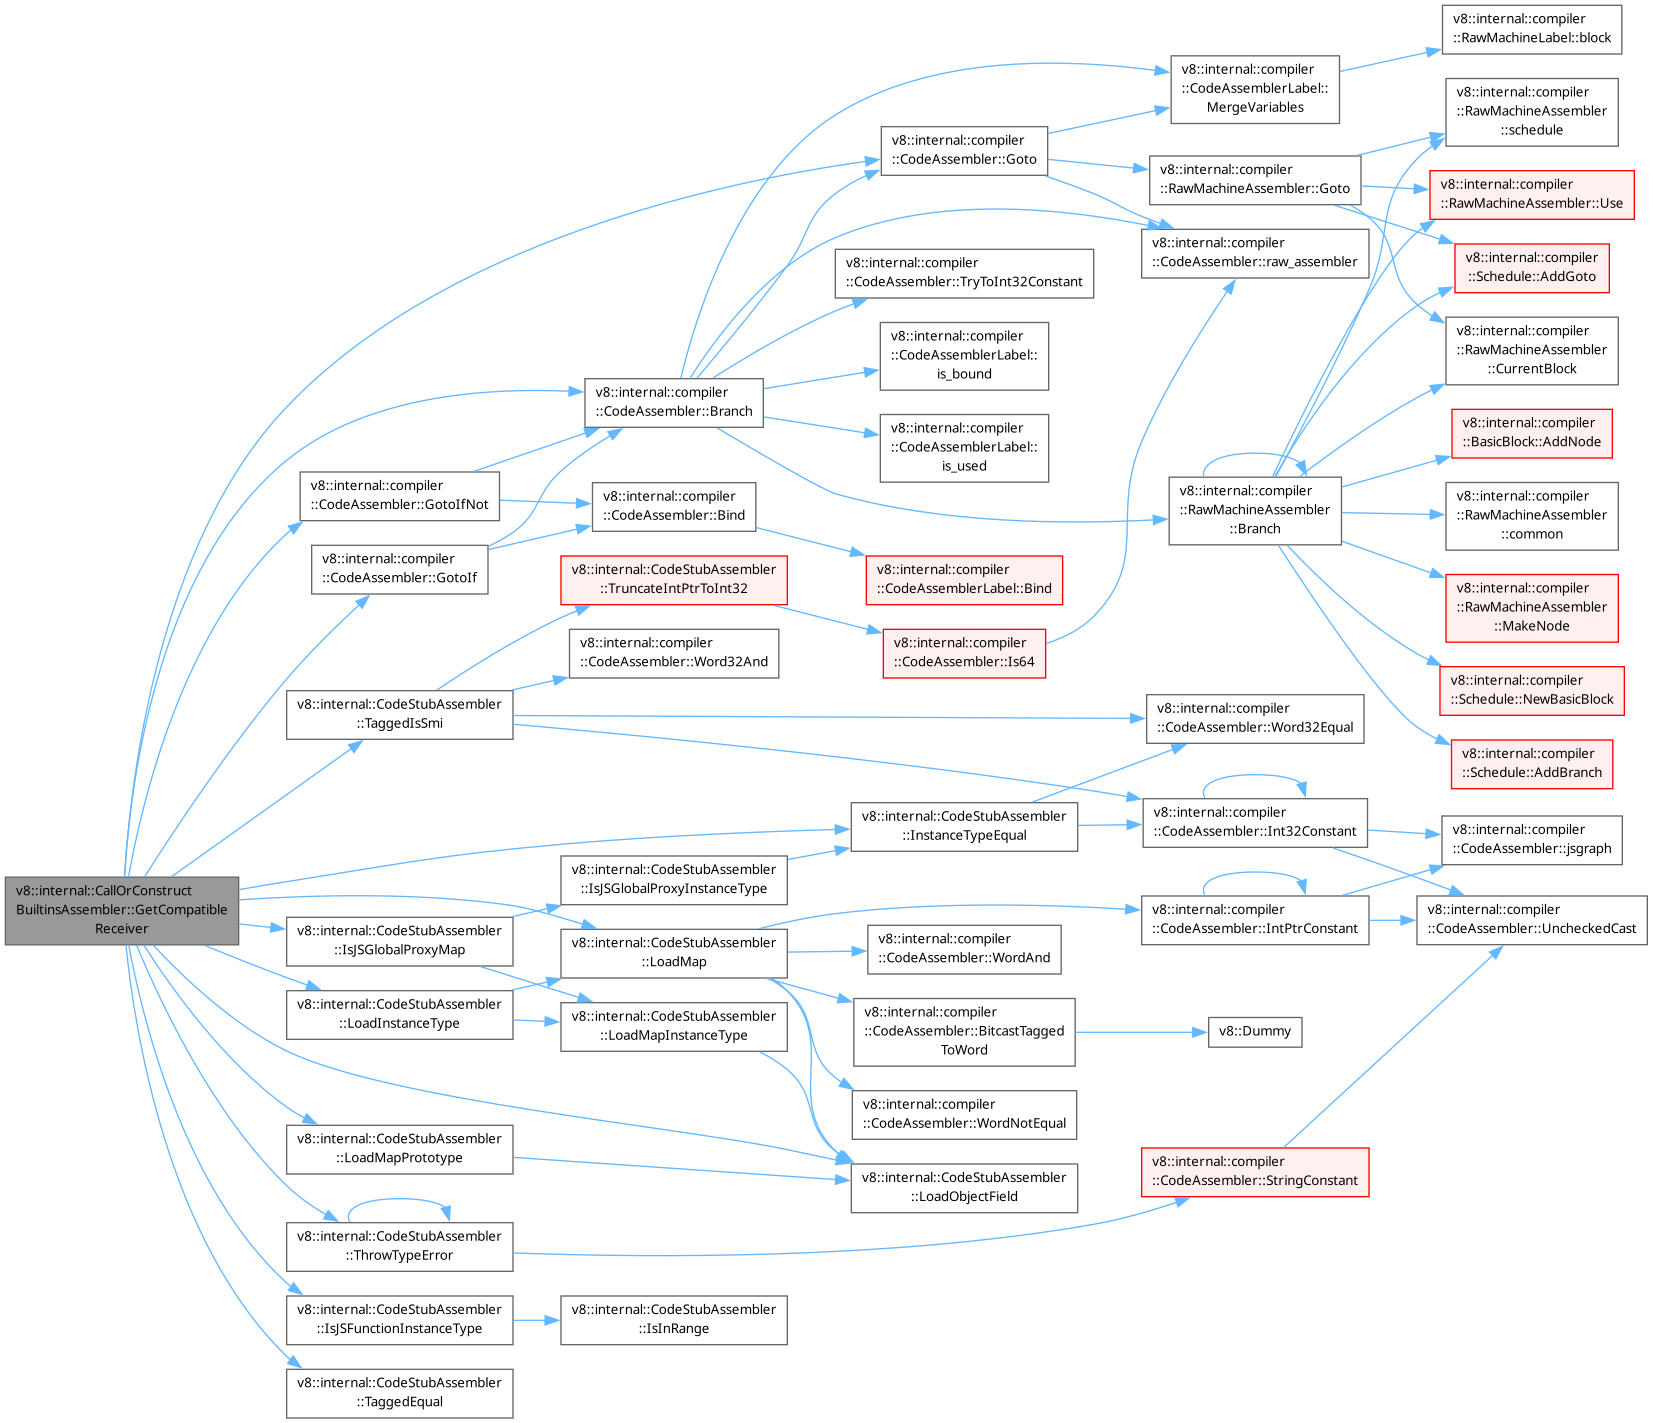 v8::internal::CallOrConstruct
BuiltinsAssembler::GetCompatible
Receiver
v8::internal::compiler
::CodeAssembler::GotoIfNot
v8::internal::compiler
::CodeAssembler::GotoIf
v8::internal::CodeStubAssembler
::TaggedIsSmi
v8::internal::CodeStubAssembler
::IsJSGlobalProxyMap
v8::internal::CodeStubAssembler
::LoadInstanceType
v8::internal::CodeStubAssembler
::LoadMapPrototype
v8::internal::CodeStubAssembler
::ThrowTypeError
v8::internal::CodeStubAssembler
::IsJSFunctionInstanceType
v8::internal::CodeStubAssembler
::TaggedEqual
v8::internal::compiler
::CodeAssembler::Branch
v8::internal::compiler
::CodeAssembler::Bind
v8::internal::CodeStubAssembler
::TruncateIntPtrToInt32
v8::internal::compiler
::CodeAssembler::Word32And
v8::internal::CodeStubAssembler
::IsJSGlobalProxyInstanceType
v8::internal::CodeStubAssembler
::LoadMap
v8::internal::CodeStubAssembler
::LoadMapInstanceType
v8::internal::CodeStubAssembler
::IsInRange
v8::internal::compiler
::CodeAssembler::Goto
v8::internal::compiler
::CodeAssembler::TryToInt32Constant
v8::internal::compiler
::CodeAssemblerLabel::
is_bound
v8::internal::compiler
::CodeAssemblerLabel::
is_used
v8::internal::compiler
::CodeAssemblerLabel::Bind
v8::internal::compiler
::CodeAssembler::Is64
v8::internal::CodeStubAssembler
::InstanceTypeEqual
v8::internal::compiler
::CodeAssembler::WordAnd
v8::internal::compiler
::CodeAssembler::BitcastTagged
ToWord
v8::internal::compiler
::CodeAssembler::WordNotEqual
v8::internal::CodeStubAssembler
::LoadObjectField
v8::internal::compiler
::CodeAssemblerLabel::
MergeVariables
v8::internal::compiler
::RawMachineAssembler::Goto
v8::internal::compiler
::CodeAssembler::raw_assembler
v8::internal::compiler
::RawMachineAssembler
::Branch
v8::internal::compiler
::CodeAssembler::Word32Equal
v8::internal::compiler
::CodeAssembler::Int32Constant
v8::internal::compiler
::CodeAssembler::IntPtrConstant
v8::Dummy
v8::internal::compiler
::CodeAssembler::StringConstant
v8::internal::compiler
::RawMachineLabel::block
v8::internal::compiler
::RawMachineAssembler
::schedule
v8::internal::compiler
::RawMachineAssembler::Use
v8::internal::compiler
::Schedule::AddGoto
v8::internal::compiler
::RawMachineAssembler
::CurrentBlock
v8::internal::compiler
::BasicBlock::AddNode
v8::internal::compiler
::RawMachineAssembler
::common
v8::internal::compiler
::RawMachineAssembler
::MakeNode
v8::internal::compiler
::Schedule::NewBasicBlock
v8::internal::compiler
::Schedule::AddBranch
v8::internal::compiler
::CodeAssembler::jsgraph
v8::internal::compiler
::CodeAssembler::UncheckedCast